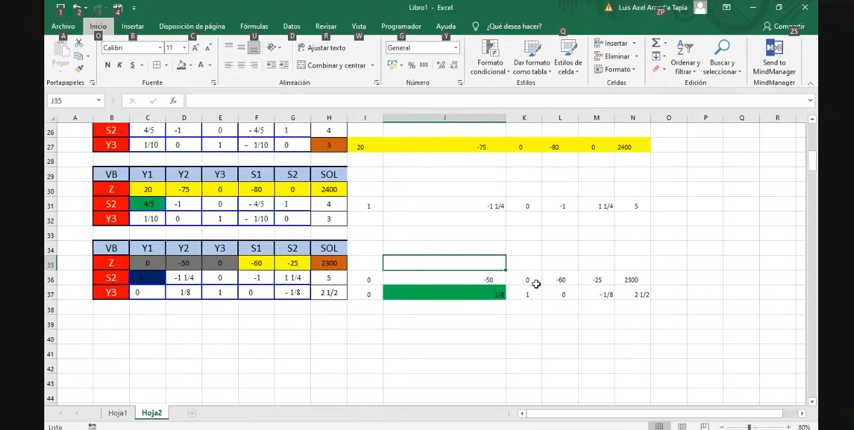 Libro1 - Excel
Luis Axel Aranda Tapia
Archivo Inicio Insertar Disposición de página Fórmulas Datos Revisar Vista Programador Ayuda ¿Qué desea hacer? Compartir
Calibri 11 Ajustar texto General Insertar
Pegar N K S Combinar y centrar Formato condicional Dar formato como tabla Estilos de celda Eliminar Formato Ordenar y filtrar Buscar y seleccionar Send to MindManager
Portapapeles Fuente Alineación Número Estilos Celdas Edición MindManager
J35 fx
A B C D E F G H I J K L M N O P Q R
26 S2 4/5 -1 0 - 4/5 1 4
27 Y3 1/10 0 1 - 1/10 0 3 20 -75 0 -80 0 2400
28
29 VB Y1 Y2 Y3 S1 S2 SOL
30 Z 20 -75 0 -80 0 2400
31 S2 4/5 -1 0 - 4/5 1 4 1 -1 1/4 0 -1 1 1/4 5
32 Y3 1/10 0 1 - 1/10 0 3
33
34 VB Y1 Y2 Y3 S1 S2 SOL
35 Z 0 -50 0 -60 -25 2300
36 S2 -1 1/4 0 -1 1 1/4 5 0 -50 0 -60 -25 2300
37 Y3 0 1/8 1 0 - 1/8 2 1/2 0 1/8 1 0 - 1/8 2 1/2
38
39
40
41
42
43
44
Hoja1 Hoja2
Listo 80%